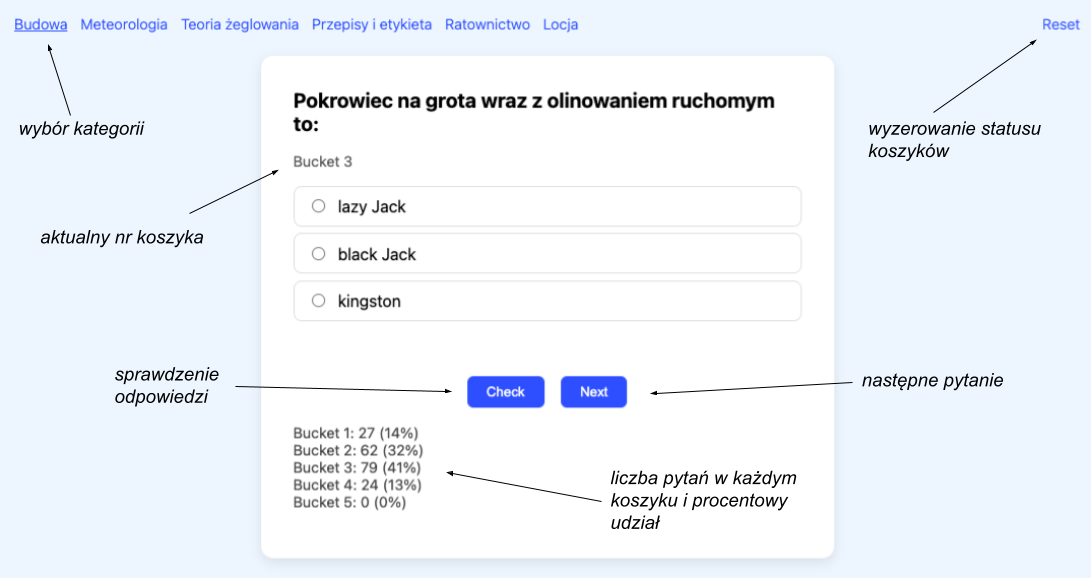 Budowa Meteorologia Teoria żeglowania Przepisy i etykieta Ratownictwo Locja Reset
Pokrowiec na grota wraz z olinowaniem ruchomym
to:
wybór kategorii
wyzerowanie statusu
koszyków
Bucket 3
lazy Jack
aktualny nr koszyka
black Jack
kingston
sprawdzenie
odpowiedzi
Check Next
następne pytanie
Bucket 1: 27 (14%)
Bucket 2: 62 (32%)
Bucket 3: 79 (41%)
Bucket 4: 24 (13%)
Bucket 5: 0 (0%)
liczba pytań w każdym
koszyku i procentowy
udział